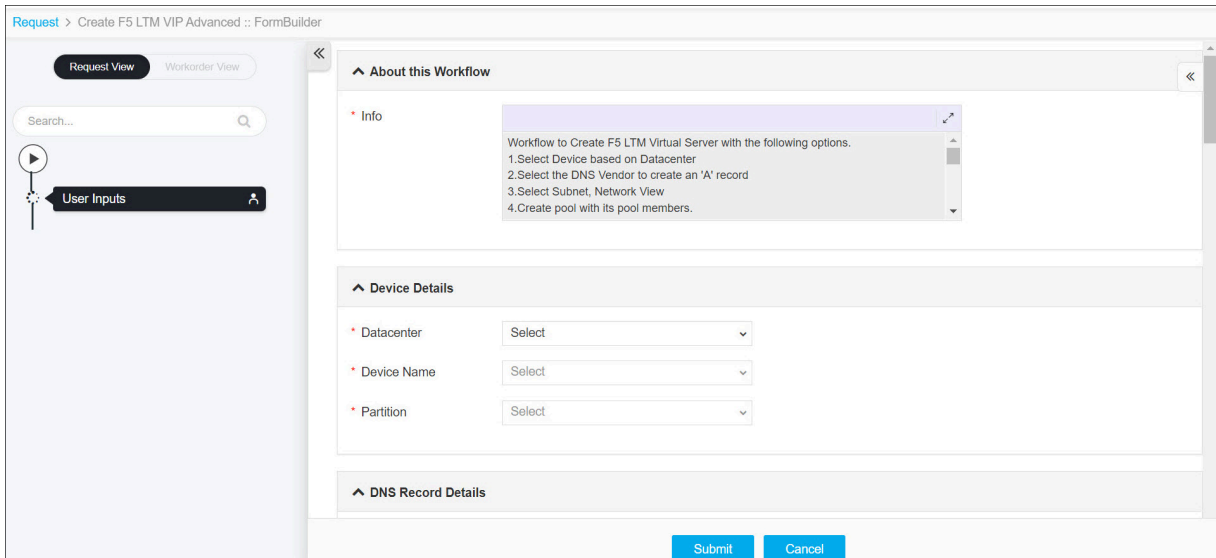 Request > Create F5 LTM VIP Advanced :: FormBuilder
Request View
Workorder View
Search...
User Inputs
About this Workflow
* Info
Workflow to Create F5 LTM Virtual Server with the following options.
1.Select Device based on Datacenter
2.Select the DNS Vendor to create an 'A' record
3.Select Subnet, Network View
4.Create pool with its pool members.
Device Details
* Datacenter Select
* Device Name Select
* Partition Select
DNS Record Details
Submit Cancel